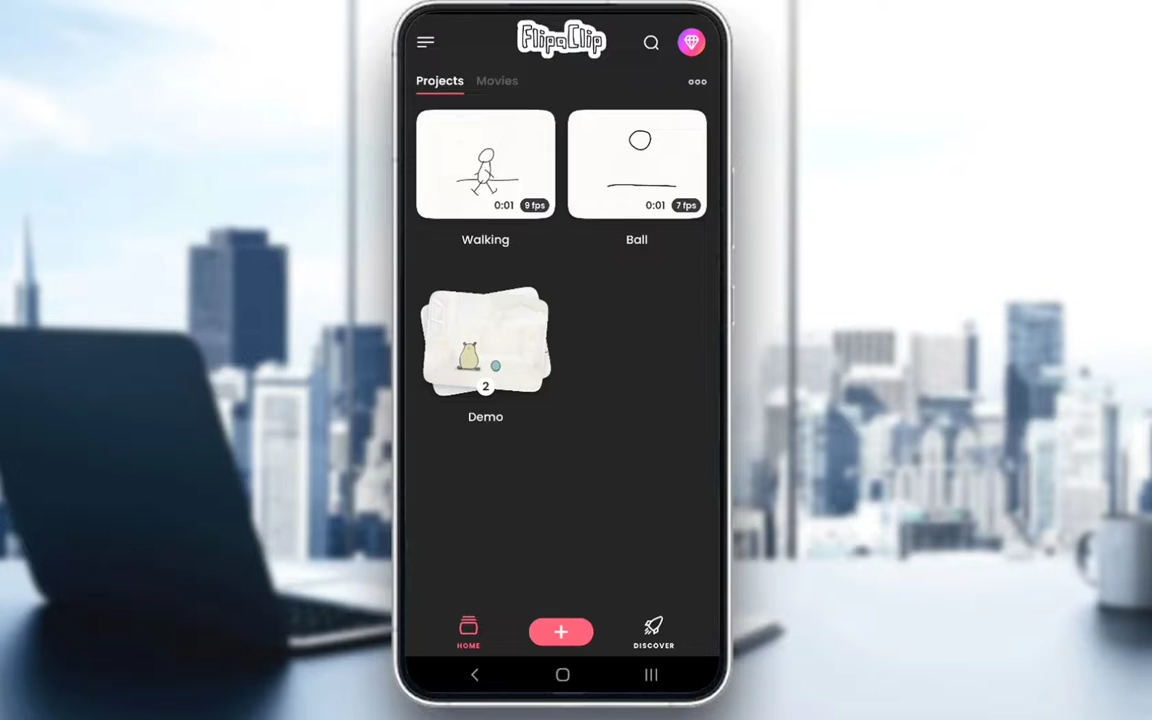 FlipaClip
Projects Movies
0:01 9 fps
0:01 7 fps
Walking
Ball
2
Demo
HOME
DISCOVER